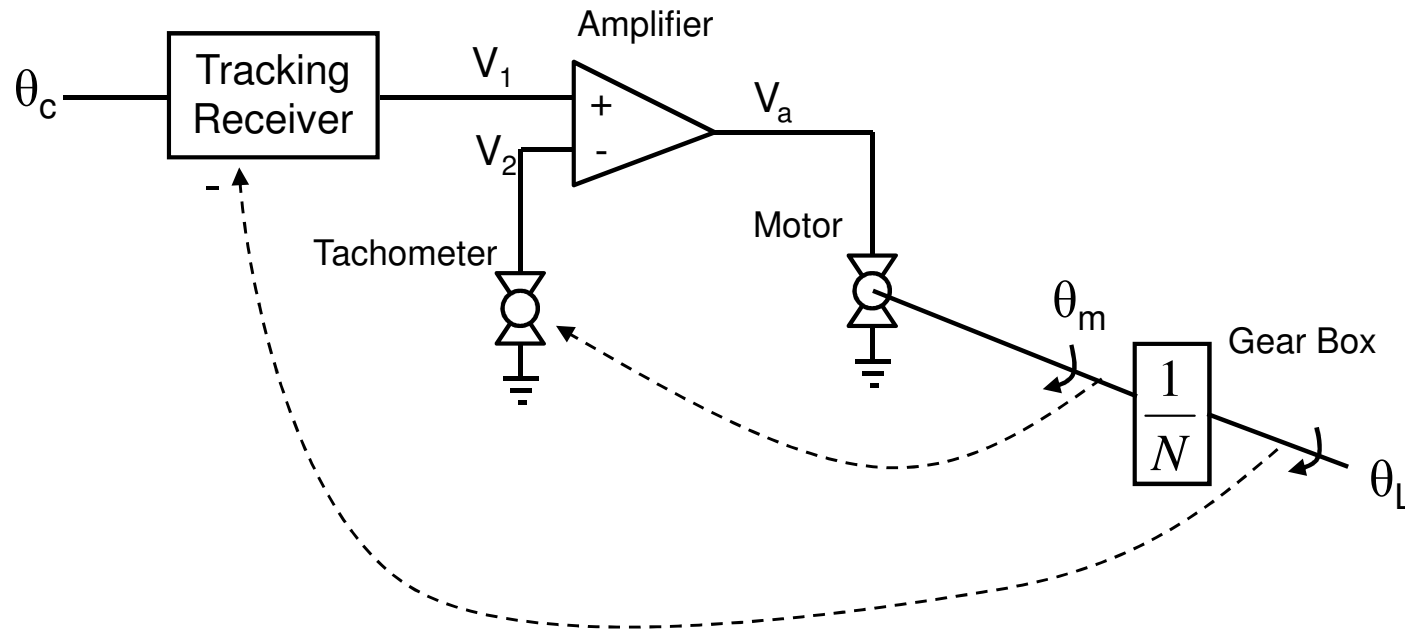 Amplifier
Tracking
Receiver
θc
V1
+
Va
V2
-
-
Motor
Tachometer
θm
Gear Box
1
N
θL